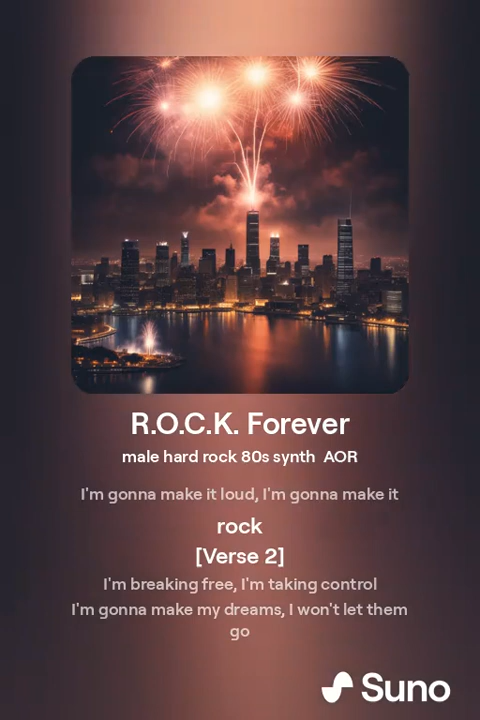 R.O.C.K. Forever
male hard rock 80s synth AOR
I'm gonna make it loud, I'm gonna make it
rock
[Verse 2]
I'm breaking free, I'm taking control
I'm gonna make my dreams, I won't let them
go
Suno